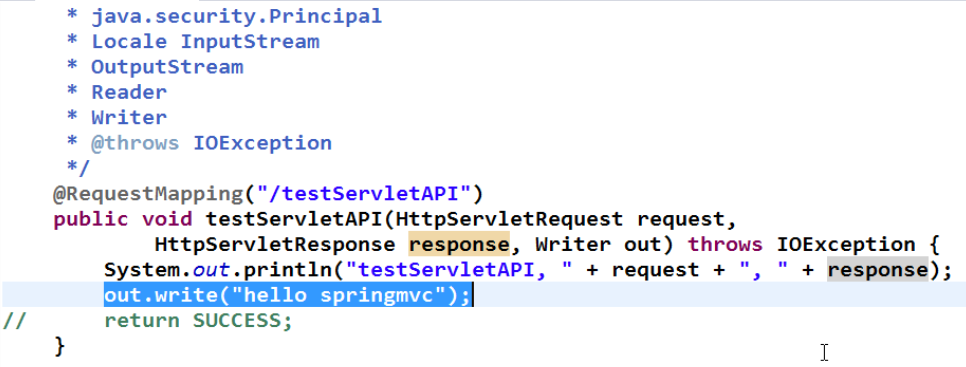 * java.security.Principal
* Locale InputStream
* OutputStream
* Reader
* Writer
* @throws IOException
*/
@RequestMapping("/testServletAPI")
public void testServletAPI(HttpServletRequest request,
HttpServletResponse response, Writer out) throws IOException {
System.out.println("testServletAPI, " + request + ", " + response);
out.write("hello springmvc");
// return SUCCESS;
}